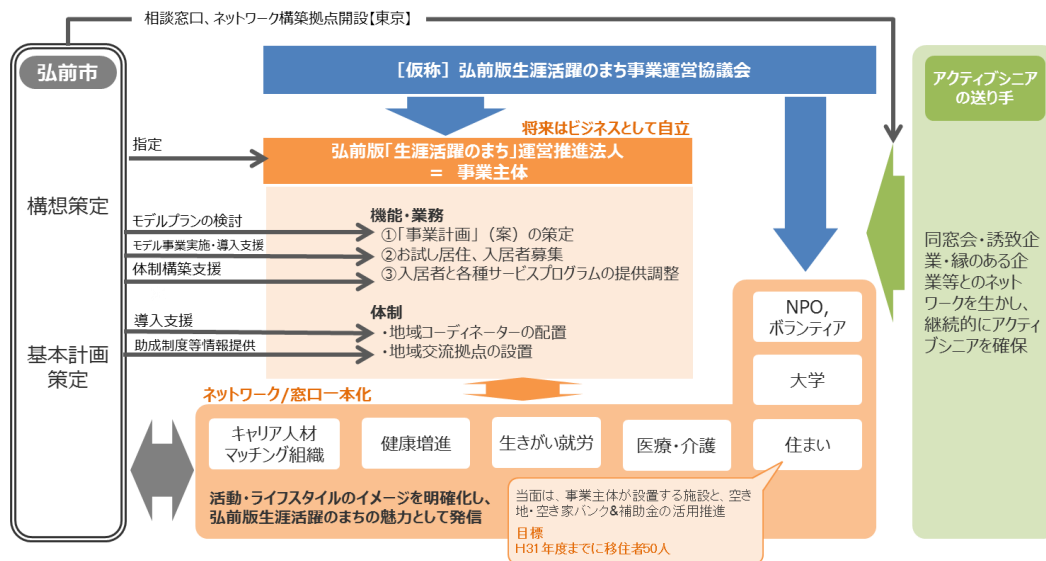 相談窓口、ネットワーク構築拠点開設【東京】
弘前市
構想策定
基本計画
策定
［仮称］弘前版生涯活躍のまち事業運営協議会
将来はビジネスとして自立
弘前版「生涯活躍のまち」運営推進法人
＝ 事業主体
指定
モデルプランの検討
モデル事業実施・導入支援
体制構築支援
導入支援
助成制度等情報提供
機能・業務
①「事業計画」（案）の策定
②お試し居住、入居者募集
③入居者と各種サービスプログラムの提供調整
体制
・地域コーディネーターの配置
・地域交流拠点の設置
ネットワーク/窓口一本化
キャリア人材
マッチング組織
健康増進
生きがい就労
医療・介護
住まい
大学
NPO,
ボランティア
活動・ライフスタイルのイメージを明確化し、
弘前版生涯活躍のまちの魅力として発信
当面は、事業主体が設置する施設と、空き
地・空き家バンク&補助金の活用推進
目標
H31年度までに移住者50人
アクティブシニア
の送り手
同窓会・誘致企
業・縁のある企
業等とのネット
ワークを生かし、
継続的にアクティ
ブシニアを確保